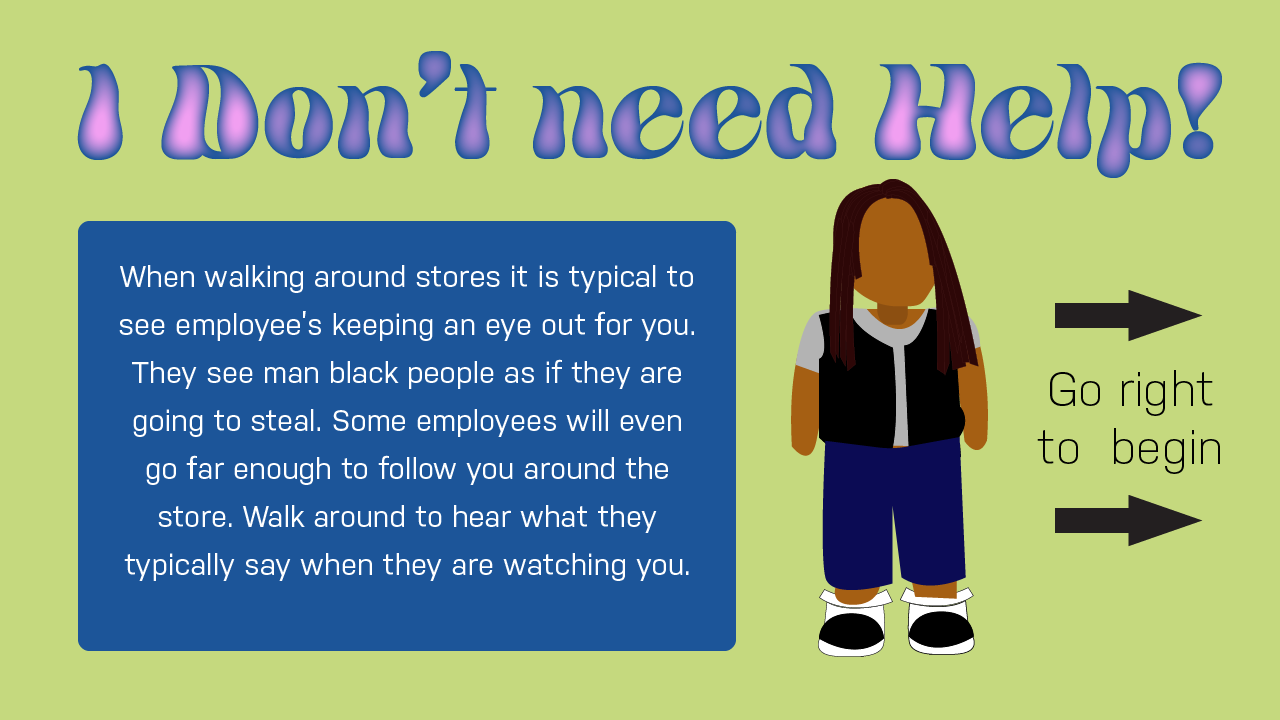 I Don't need Help!
When walking around stores it is typical to
see employee's keeping an eye out for you.
They see man black people as if they are
going to steal. Some employees will even
go far enough to follow you around the
store. Walk around to hear what they
typically say when they are watching you.
Go right
to begin